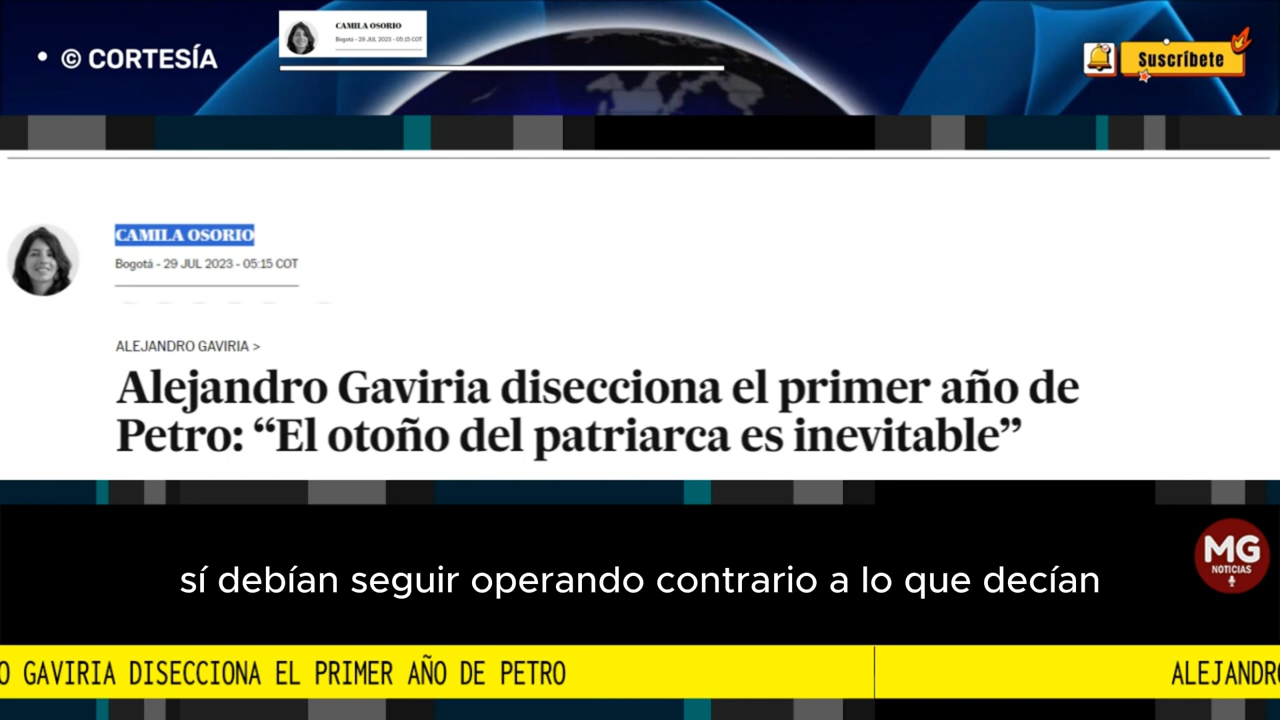 • © CORTESÍA
CAMILA OSORIO
Bogotá - 29 JUL 2023 - 05:15 COT
Suscríbete
CAMILA OSORIO
Bogotá - 29 JUL 2023 - 05:15 COT
ALEJANDRO GAVIRIA >
Alejandro Gaviria disecciona el primer año de
Petro: “El otoño del patriarca es inevitable”
sí debían seguir operando contrario a lo que decían
MG
NOTICIAS
O GAVIRIA DISECCIONA EL PRIMER AÑO DE PETRO
ALEJANDRO